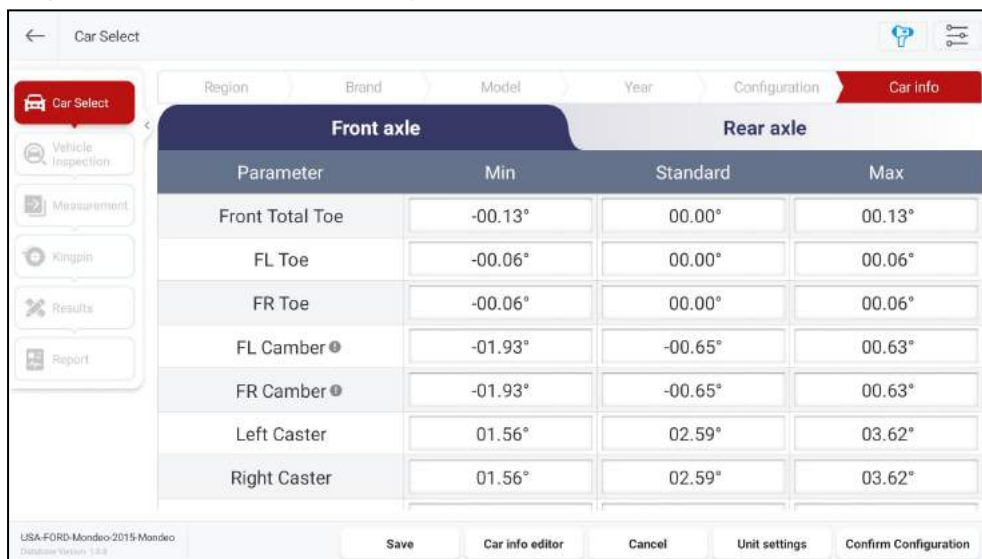 Car Select
Region Brand Model Year Configuration Car info
Car Select
Vehicle
Inspection
Measurement
Kingpin
Results
Report
Front axle Rear axle
Parameter Min Standard Max
Front Total Toe -00.13° 00.00° 00.13°
FL Toe -00.06° 00.00° 00.06°
FR Toe -00.06° 00.00° 00.06°
FL Camber -01.93° -00.65° 00.63°
FR Camber -01.93° -00.65° 00.63°
Left Caster 01.56° 02.59° 03.62°
Right Caster 01.56° 02.59° 03.62°
USA-FORD-Mondeo-2015-Mondeo
Database Version
Save Car info editor Cancel Unit settings Confirm Configuration